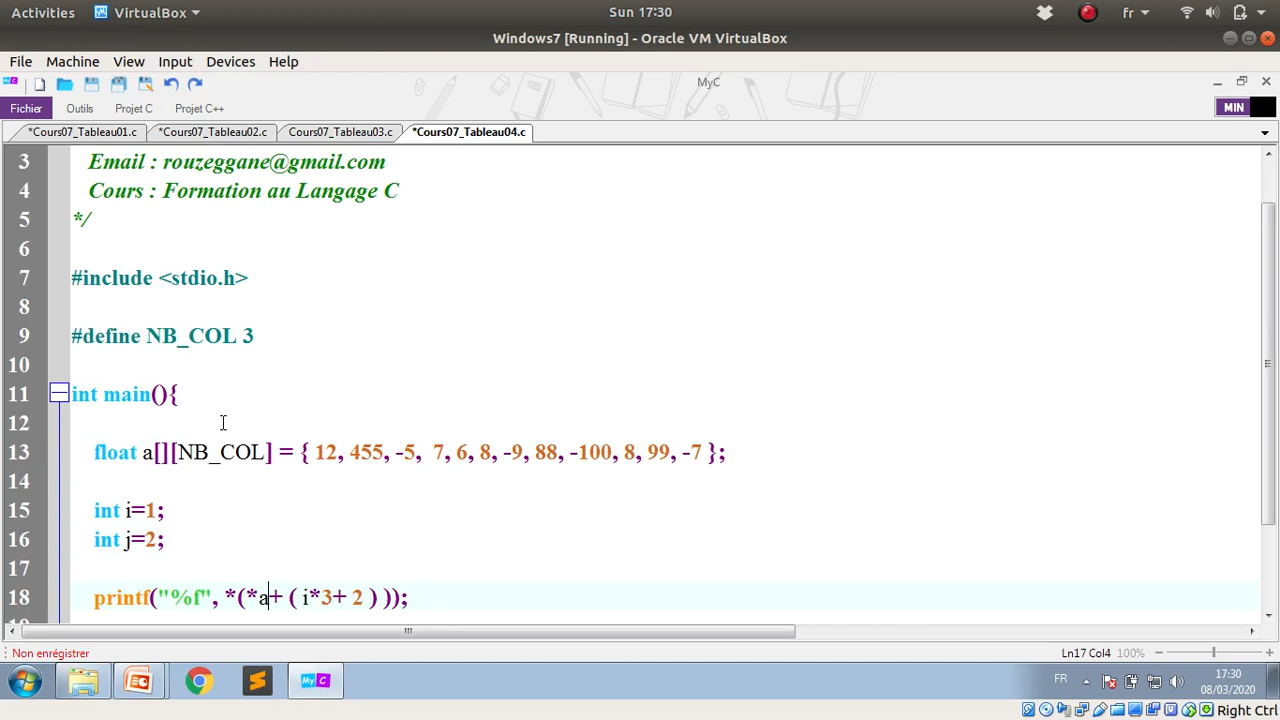 Activities VirtualBox Sun 17:30 fr
Windows7 [Running] - Oracle VM VirtualBox
File Machine View Input Devices Help
MyC
Fichier Outils Projet C Projet C++ MIN
*Cours07_Tableau01.c *Cours07_Tableau02.c Cours07_Tableau03.c *Cours07_Tableau04.c
3 Email : rouzeggane@gmail.com
4 Cours : Formation au Langage C
5 */
6
7 #include <stdio.h>
8
9 #define NB_COL 3
10
11 int main(){
12
13 float a[][NB_COL] = { 12, 455, -5, 7, 6, 8, -9, 88, -100, 8, 99, -7 };
14
15 int i=1;
16 int j=2;
17
18 printf("%f", *(*a+ ( i*3+ 2 ) ));
Non enregístrer Ln17 Col4 100%
MyC FR 17:30
08/03/2020
Right Ctrl